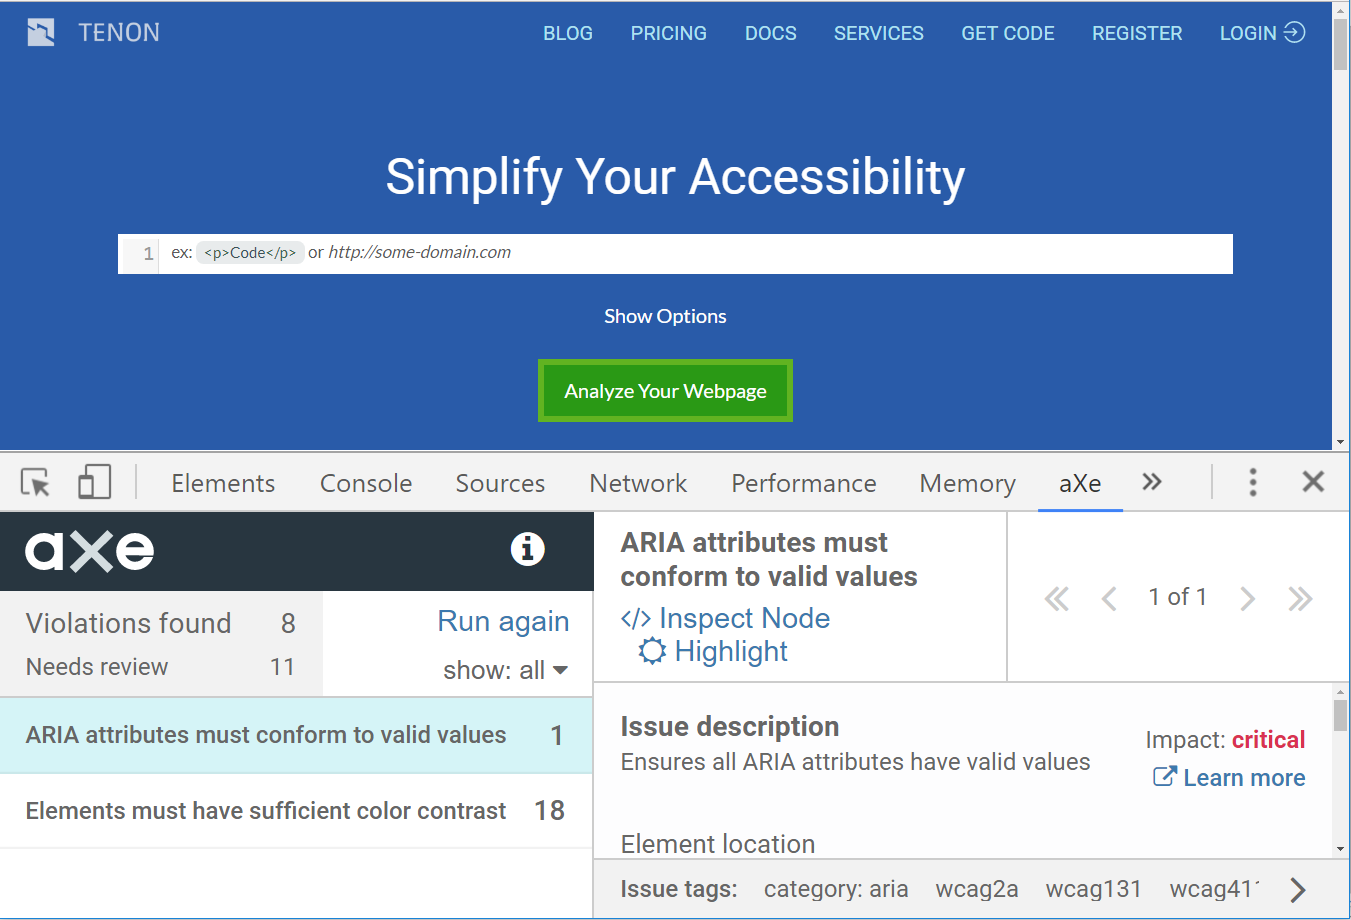 TENON
BLOG PRICING DOCS SERVICES GET CODE REGISTER LOGIN
Simplify Your Accessibility
1 ex: <p>Code</p> or http://some-domain.com
Show Options
Analyze Your Webpage
Elements Console Sources Network Performance Memory aXe
axe
Violations found 8
Needs review 11
Run again
show: all
ARIA attributes must conform to valid values 1
Elements must have sufficient color contrast 18
ARIA attributes must
conform to valid values
</> Inspect Node
Highlight
1 of 1
Issue description
Ensures all ARIA attributes have valid values
Impact: critical
Learn more
Element location
Issue tags: category: aria wcag2a wcag131